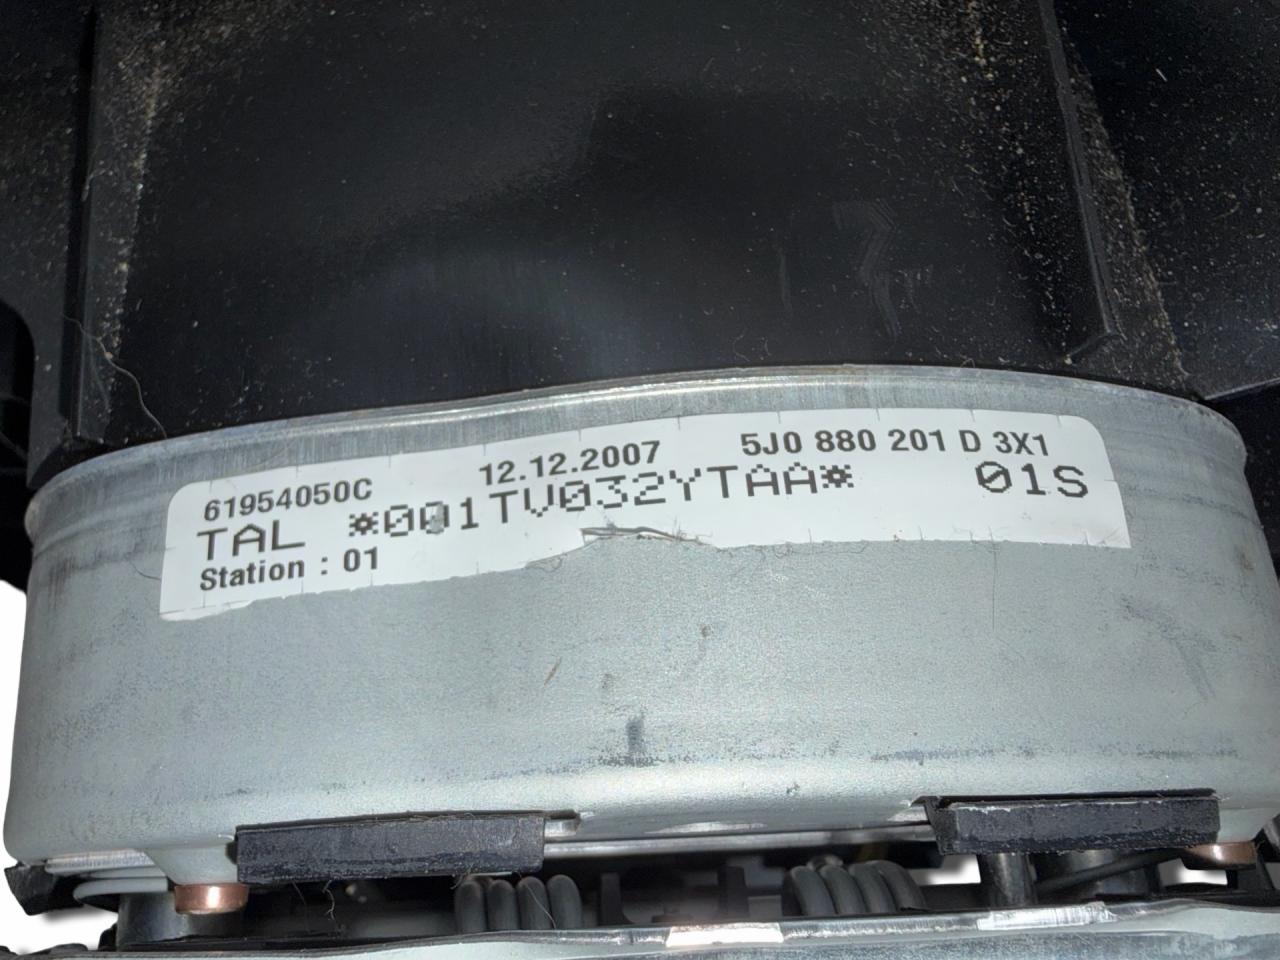 61954050C 12.12.2007 5J0 880 201 D 3X1
TAL *001TV032YTAA* 01S
Station : 01